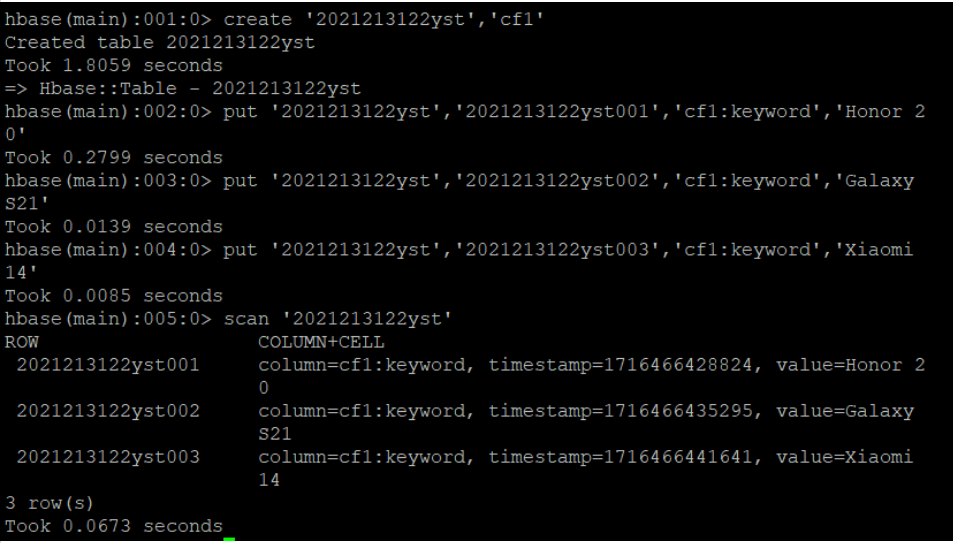 hbase(main):001:0> create '2021213122yst','cf1'
Created table 2021213122yst
Took 1.8059 seconds
=> Hbase::Table - 2021213122yst
hbase(main):002:0> put '2021213122yst','2021213122yst001','cf1:keyword','Honor 2
0'
Took 0.2799 seconds
hbase(main):003:0> put '2021213122yst','2021213122yst002','cf1:keyword','Galaxy
S21'
Took 0.0139 seconds
hbase(main):004:0> put '2021213122yst','2021213122yst003','cf1:keyword','Xiaomi
14'
Took 0.0085 seconds
hbase(main):005:0> scan '2021213122yst'
ROW                   COLUMN+CELL
 2021213122yst001     column=cf1:keyword, timestamp=1716466428824, value=Honor 2
                      0
 2021213122yst002     column=cf1:keyword, timestamp=1716466435295, value=Galaxy
                      S21
 2021213122yst003     column=cf1:keyword, timestamp=1716466441641, value=Xiaomi
                      14
3 row(s)
Took 0.0673 seconds